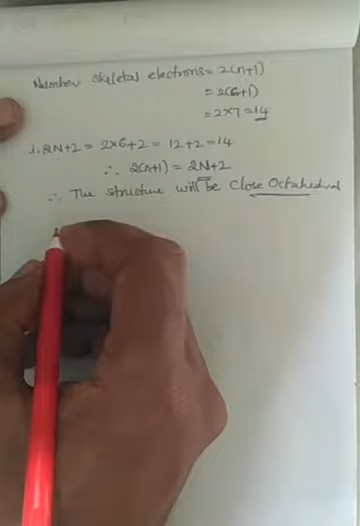 Number skeletal electrons = 2(n+1)
= 2(6+1)
= 2×7 = 14
∴ 2N+2 = 2×6+2 = 12+2 = 14
∴ 2(n+1) = 2N+2
∴ The structure will be Close Octahedral